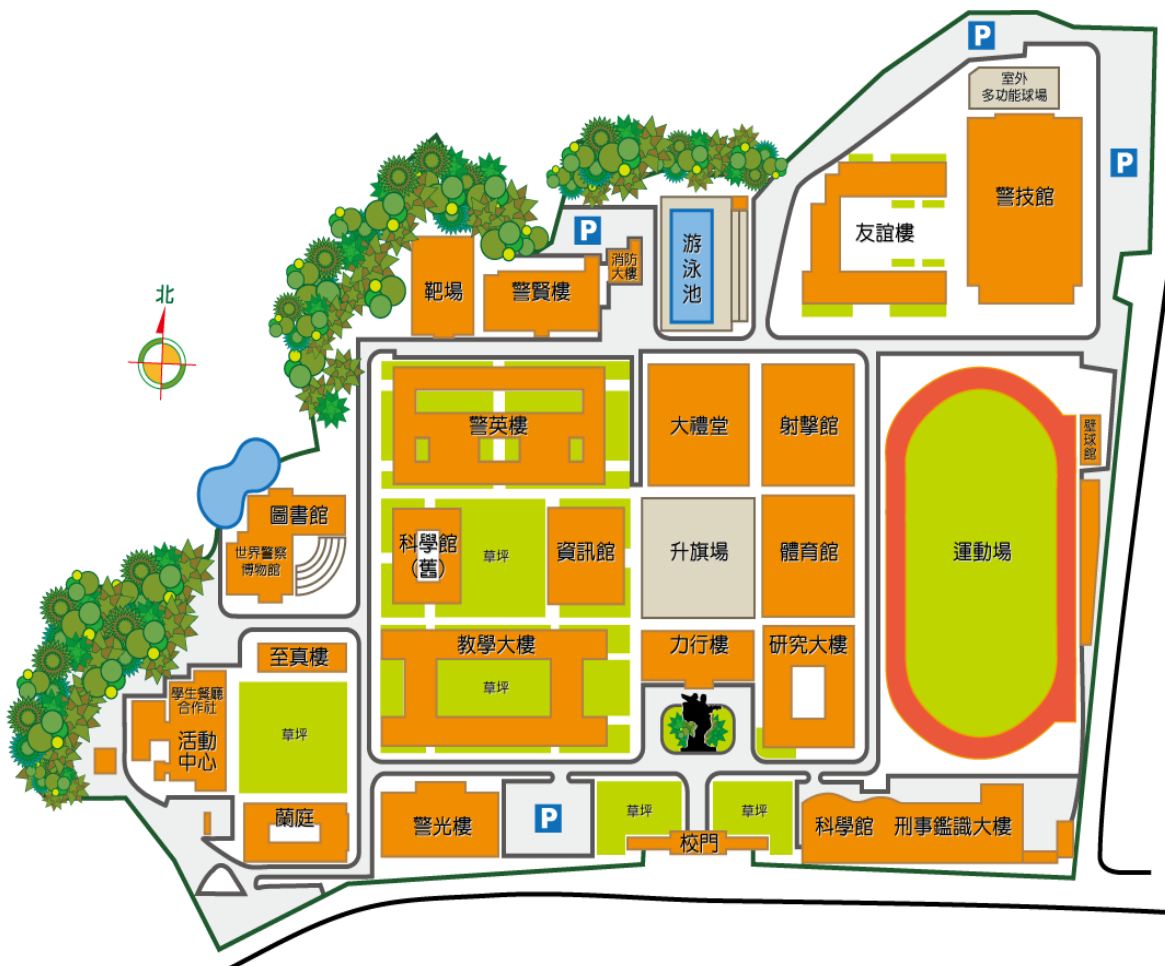 P
室外
多功能球場
警技館
P
友誼樓
P
游泳池
消防
大樓
靶場
警賢樓
北
警英樓
大禮堂
射擊館
壁球館
圖書館
世界警察
博物館
科學館
(舊)
草坪
資訊館
升旗場
體育館
運動場
至真樓
教學大樓
草坪
力行樓
研究大樓
學生餐廳
合作社
活動
中心
草坪
蘭庭
警光樓
P
草坪
校門
草坪
科學館
刑事鑑識大樓